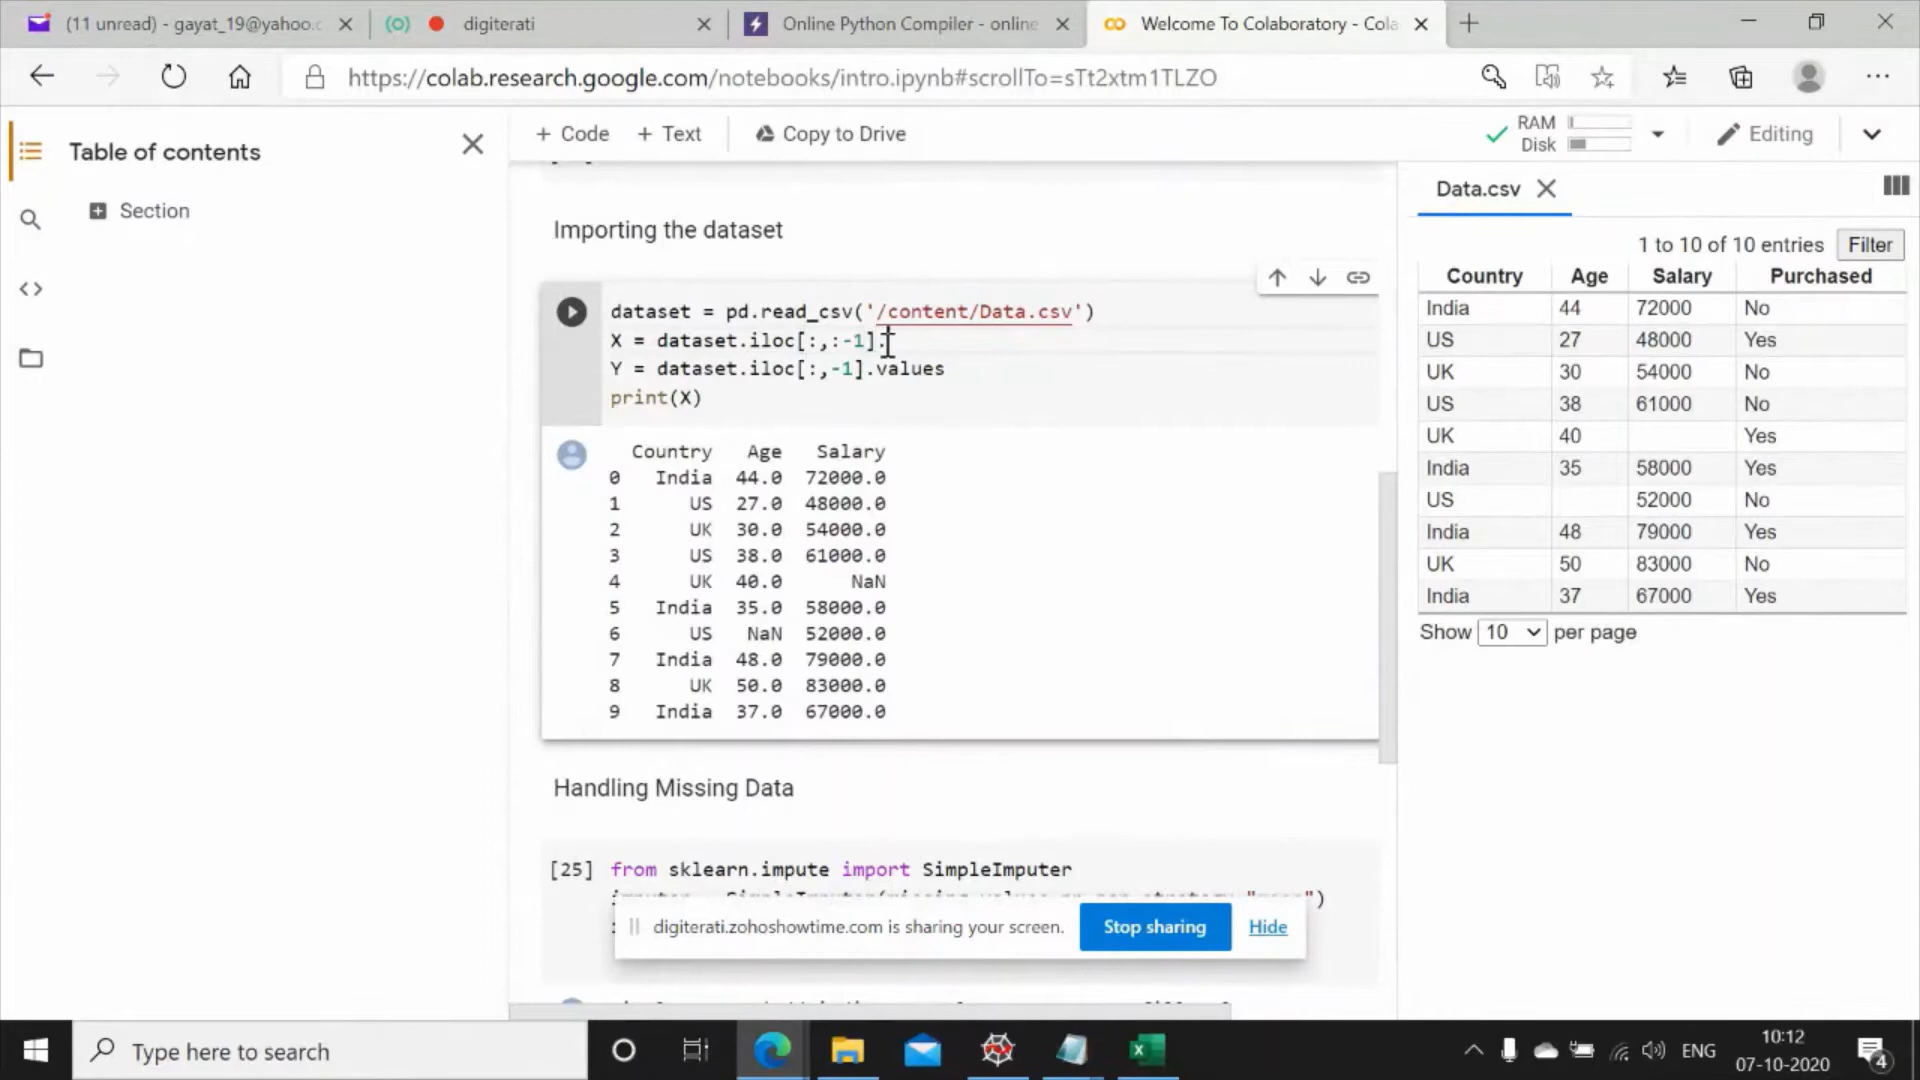 (11 unread) - gayat_19@yahoo.c
digiterati
Online Python Compiler - online
Welcome To Colaboratory - Cola
https://colab.research.google.com/notebooks/intro.ipynb#scrollTo=sTt2xtm1TLZO
Table of contents
Section
+ Code + Text Copy to Drive
RAM
Disk
Editing
Importing the dataset
dataset = pd.read_csv('/content/Data.csv')
X = dataset.iloc[:,:-1].
Y = dataset.iloc[:,-1].values
print(X)
Country Age Salary
0 India 44.0 72000.0
1 US 27.0 48000.0
2 UK 30.0 54000.0
3 US 38.0 61000.0
4 UK 40.0 NaN
5 India 35.0 58000.0
6 US NaN 52000.0
7 India 48.0 79000.0
8 UK 50.0 83000.0
9 India 37.0 67000.0
Handling Missing Data
[25] from sklearn.impute import SimpleImputer
digiterati.zohoshowtime.com is sharing your screen. Stop sharing Hide
Data.csv
1 to 10 of 10 entries Filter
Country Age Salary Purchased
India 44 72000 No
US 27 48000 Yes
UK 30 54000 No
US 38 61000 No
UK 40 Yes
India 35 58000 Yes
US 52000 No
India 48 79000 Yes
UK 50 83000 No
India 37 67000 Yes
Show 10 per page
Type here to search
ENG
10:12
07-10-2020
4